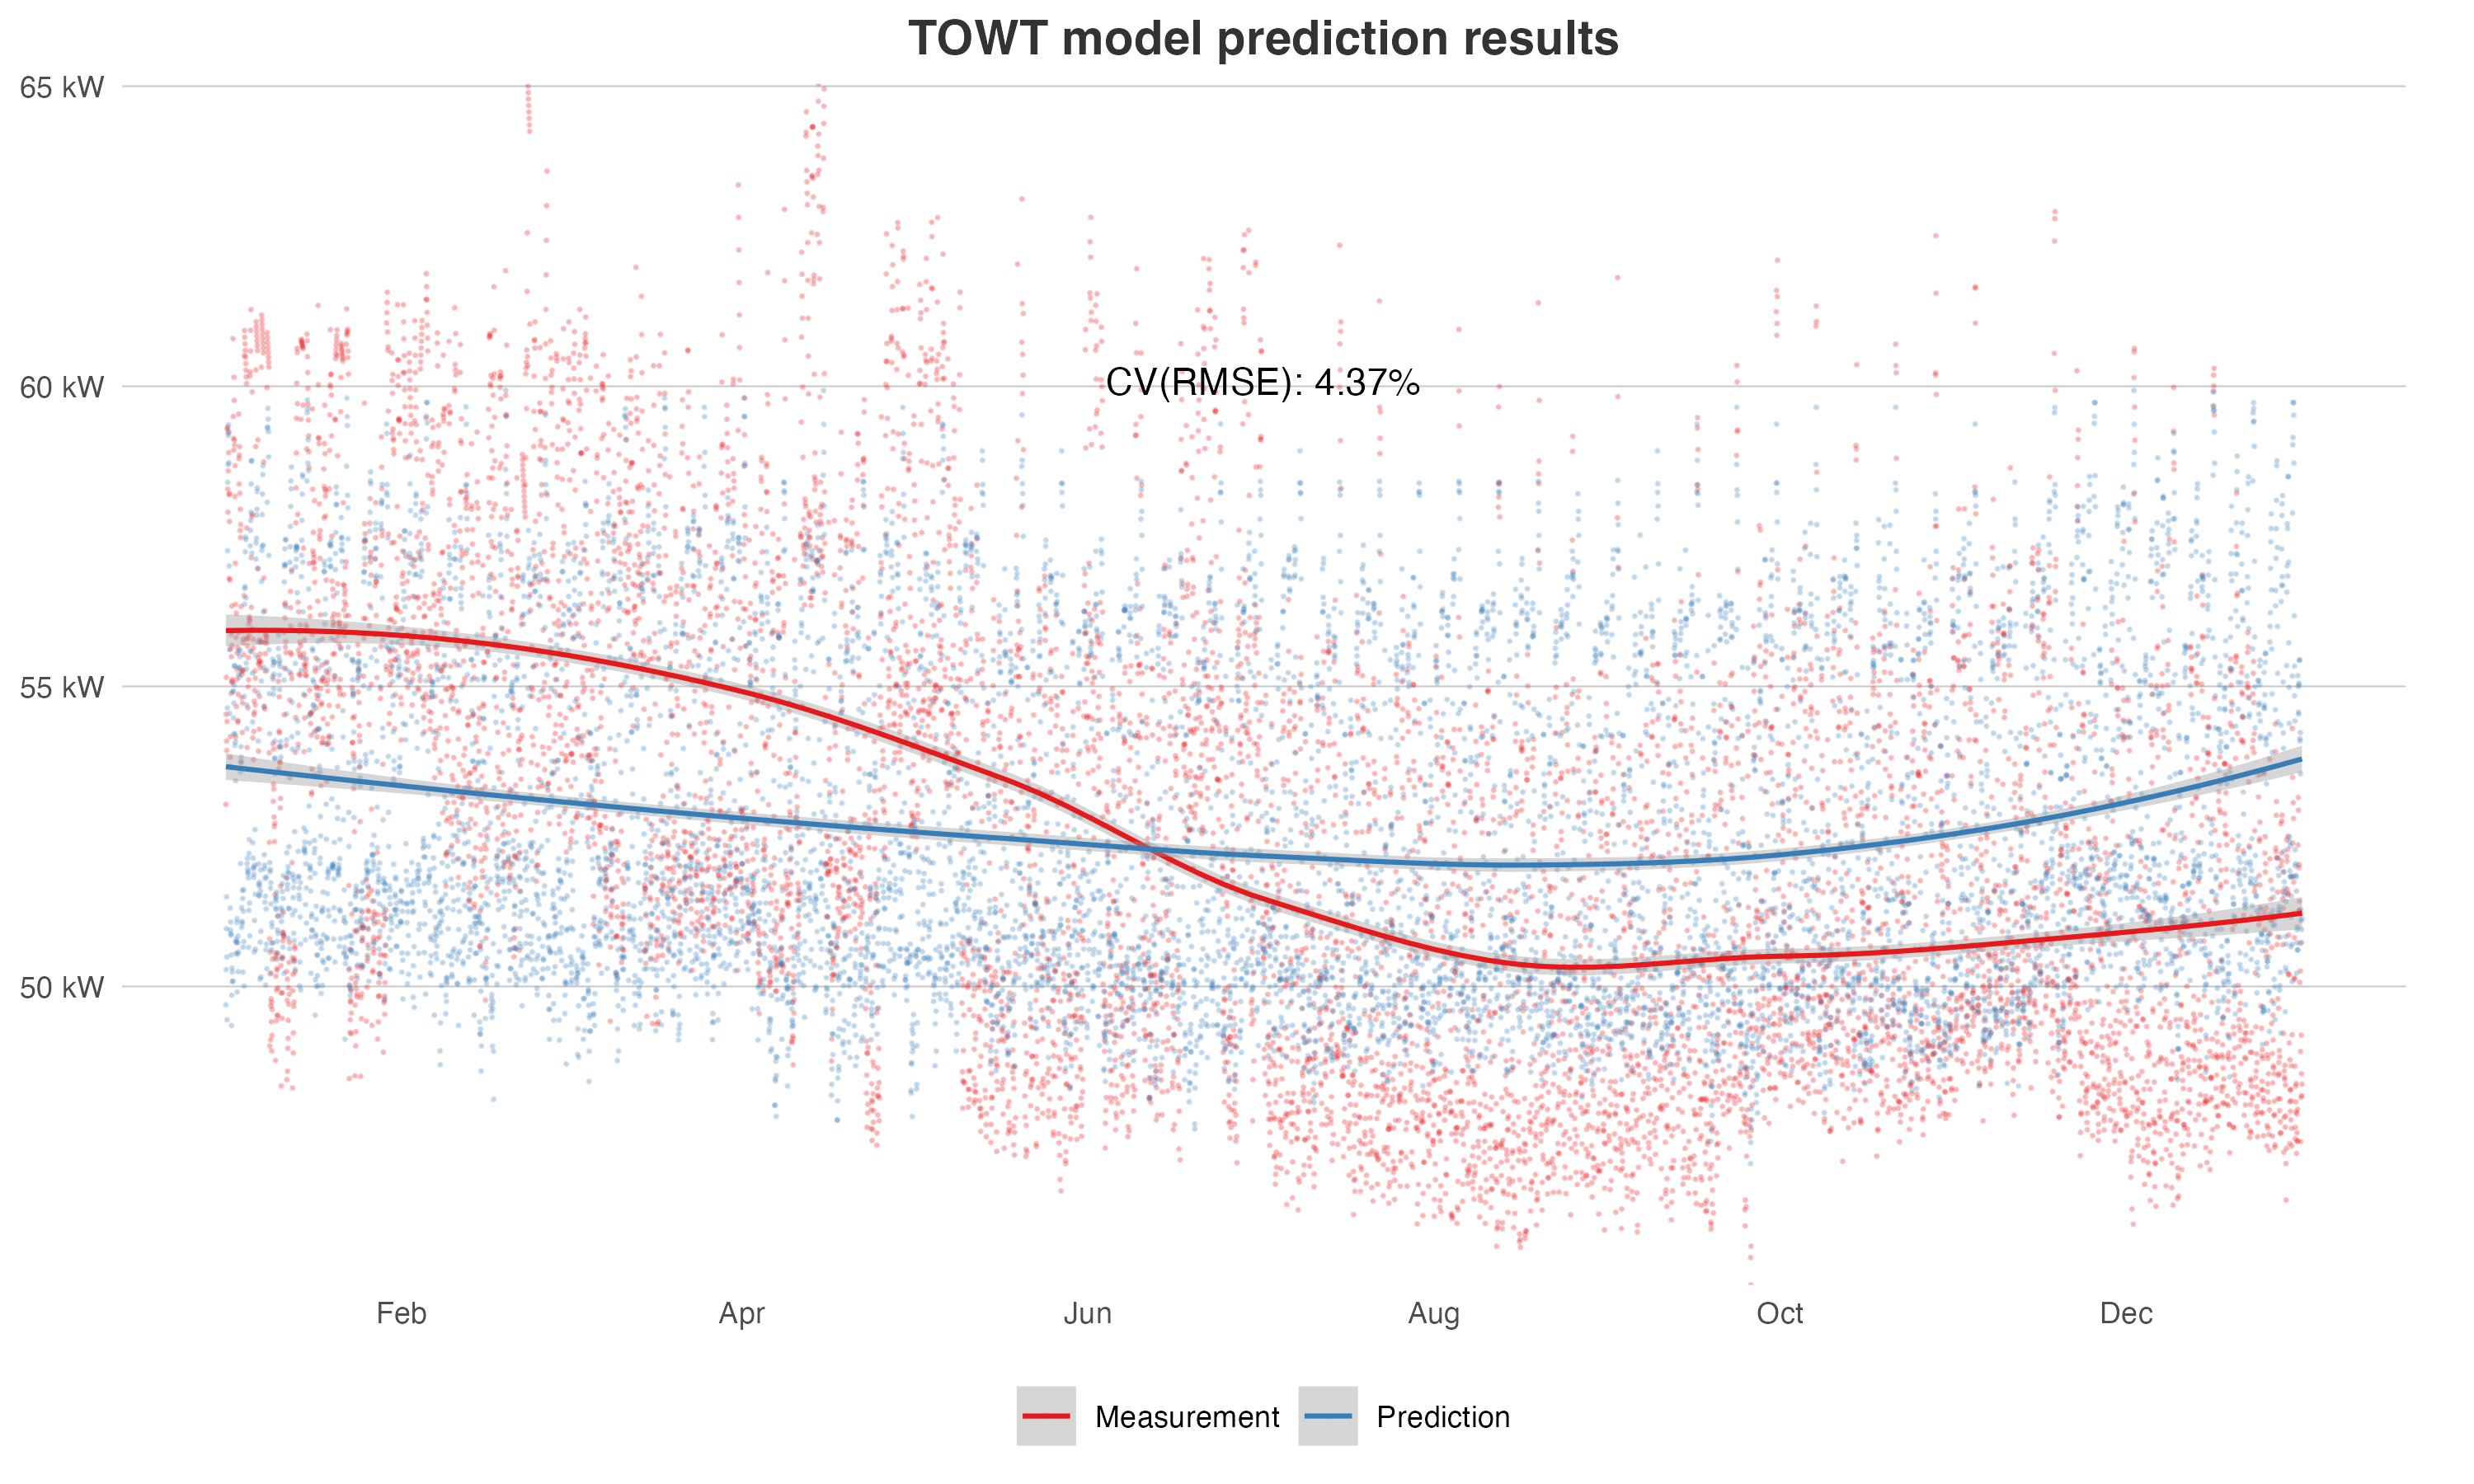 TOWT model prediction results
65 kW
60 kW
CV(RMSE): 4.37%
55 kW
50 kW
Feb Apr Jun Aug Oct Dec
Measurement Prediction